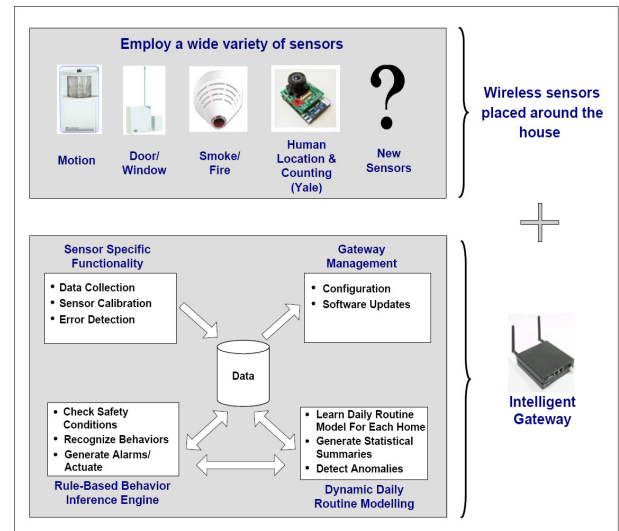 Employ a wide variety of sensors
Motion
Door/
Window
Smoke/
Fire
Human
Location &
Counting
(Yale)
?
New
Sensors
Wireless sensors
placed around the
house
Sensor Specific
Functionality
• Data Collection
• Sensor Calibration
• Error Detection
Gateway
Management
• Configuration
• Software Updates
Data
• Check Safety
Conditions
• Recognize Behaviors
• Generate Alarms/
Actuate
Rule-Based Behavior
Inference Engine
• Learn Daily Routine
Model For Each Home
• Generate Statistical
Summaries
• Detect Anomalies
Dynamic Daily
Routine Modelling
Intelligent
Gateway